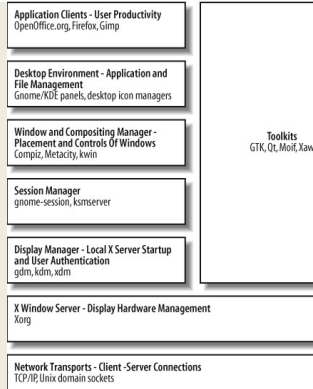 Application Clients - User Productivity
OpenOffice.org, Firefox, Gimp
Desktop Environment - Application and
File Management
Gnome/KDE panels, desktop icon managers
Window and Compositing Manager -
Placement and Controls Of Windows
Compiz, Metacity, kwin
Session Manager
gnome-session, ksmserver
Display Manager - Local X Server Startup
and User Authentication
gdm, kdm, xdm
Toolkits
GTK, Qt, Moif, Xaw
X Window Server - Display Hardware Management
Xorg
Network Transports - Client -Server Connections
TCP/IP, Unix domain sockets